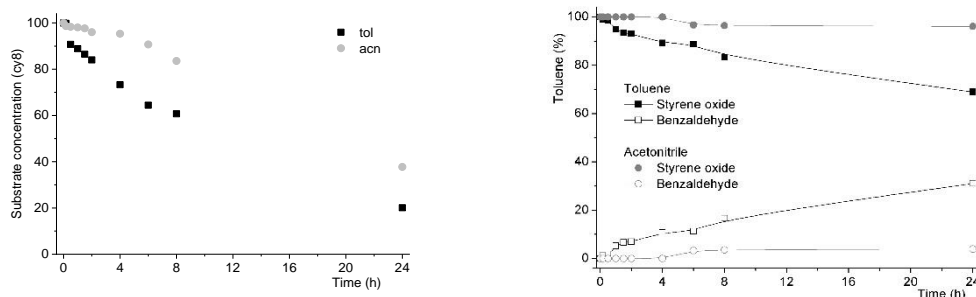 Substrate concentration (cy8)
100
80
60
40
20
0
tol
acn
0
4
8
12
16
20
24
Time (h)
Toluene (%)
100
80
60
40
20
0
Toluene
Styrene oxide
Benzaldehyde
Acetonitrile
Styrene oxide
Benzaldehyde
0
4
8
12
16
20
24
Time (h)